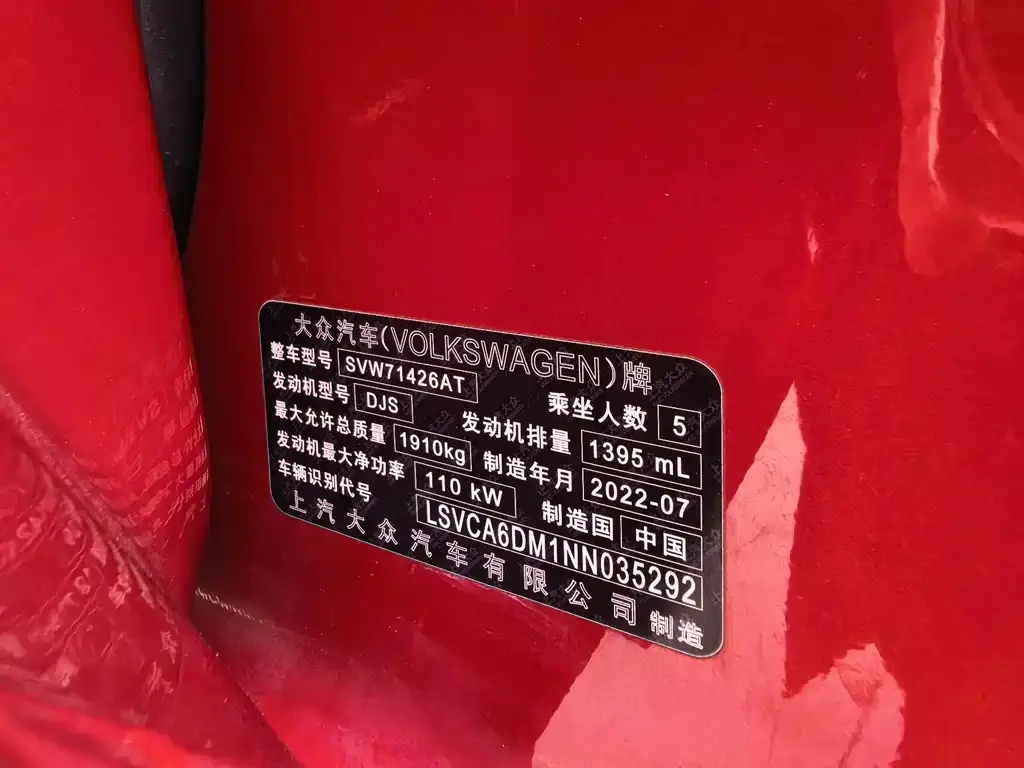 大众汽车(VOLKSWAGEN)牌
整车型号 SVW71426AT 乘坐人数 5
发动机型号 DJS 发动机排量 1395 mL
最大允许总质量 1910kg 制造年月 2022-07
发动机最大净功率 110 kW 制造国 中国
车辆识别代号 LSVCA6DM1NN035292
上汽大众汽车有限公司 制造